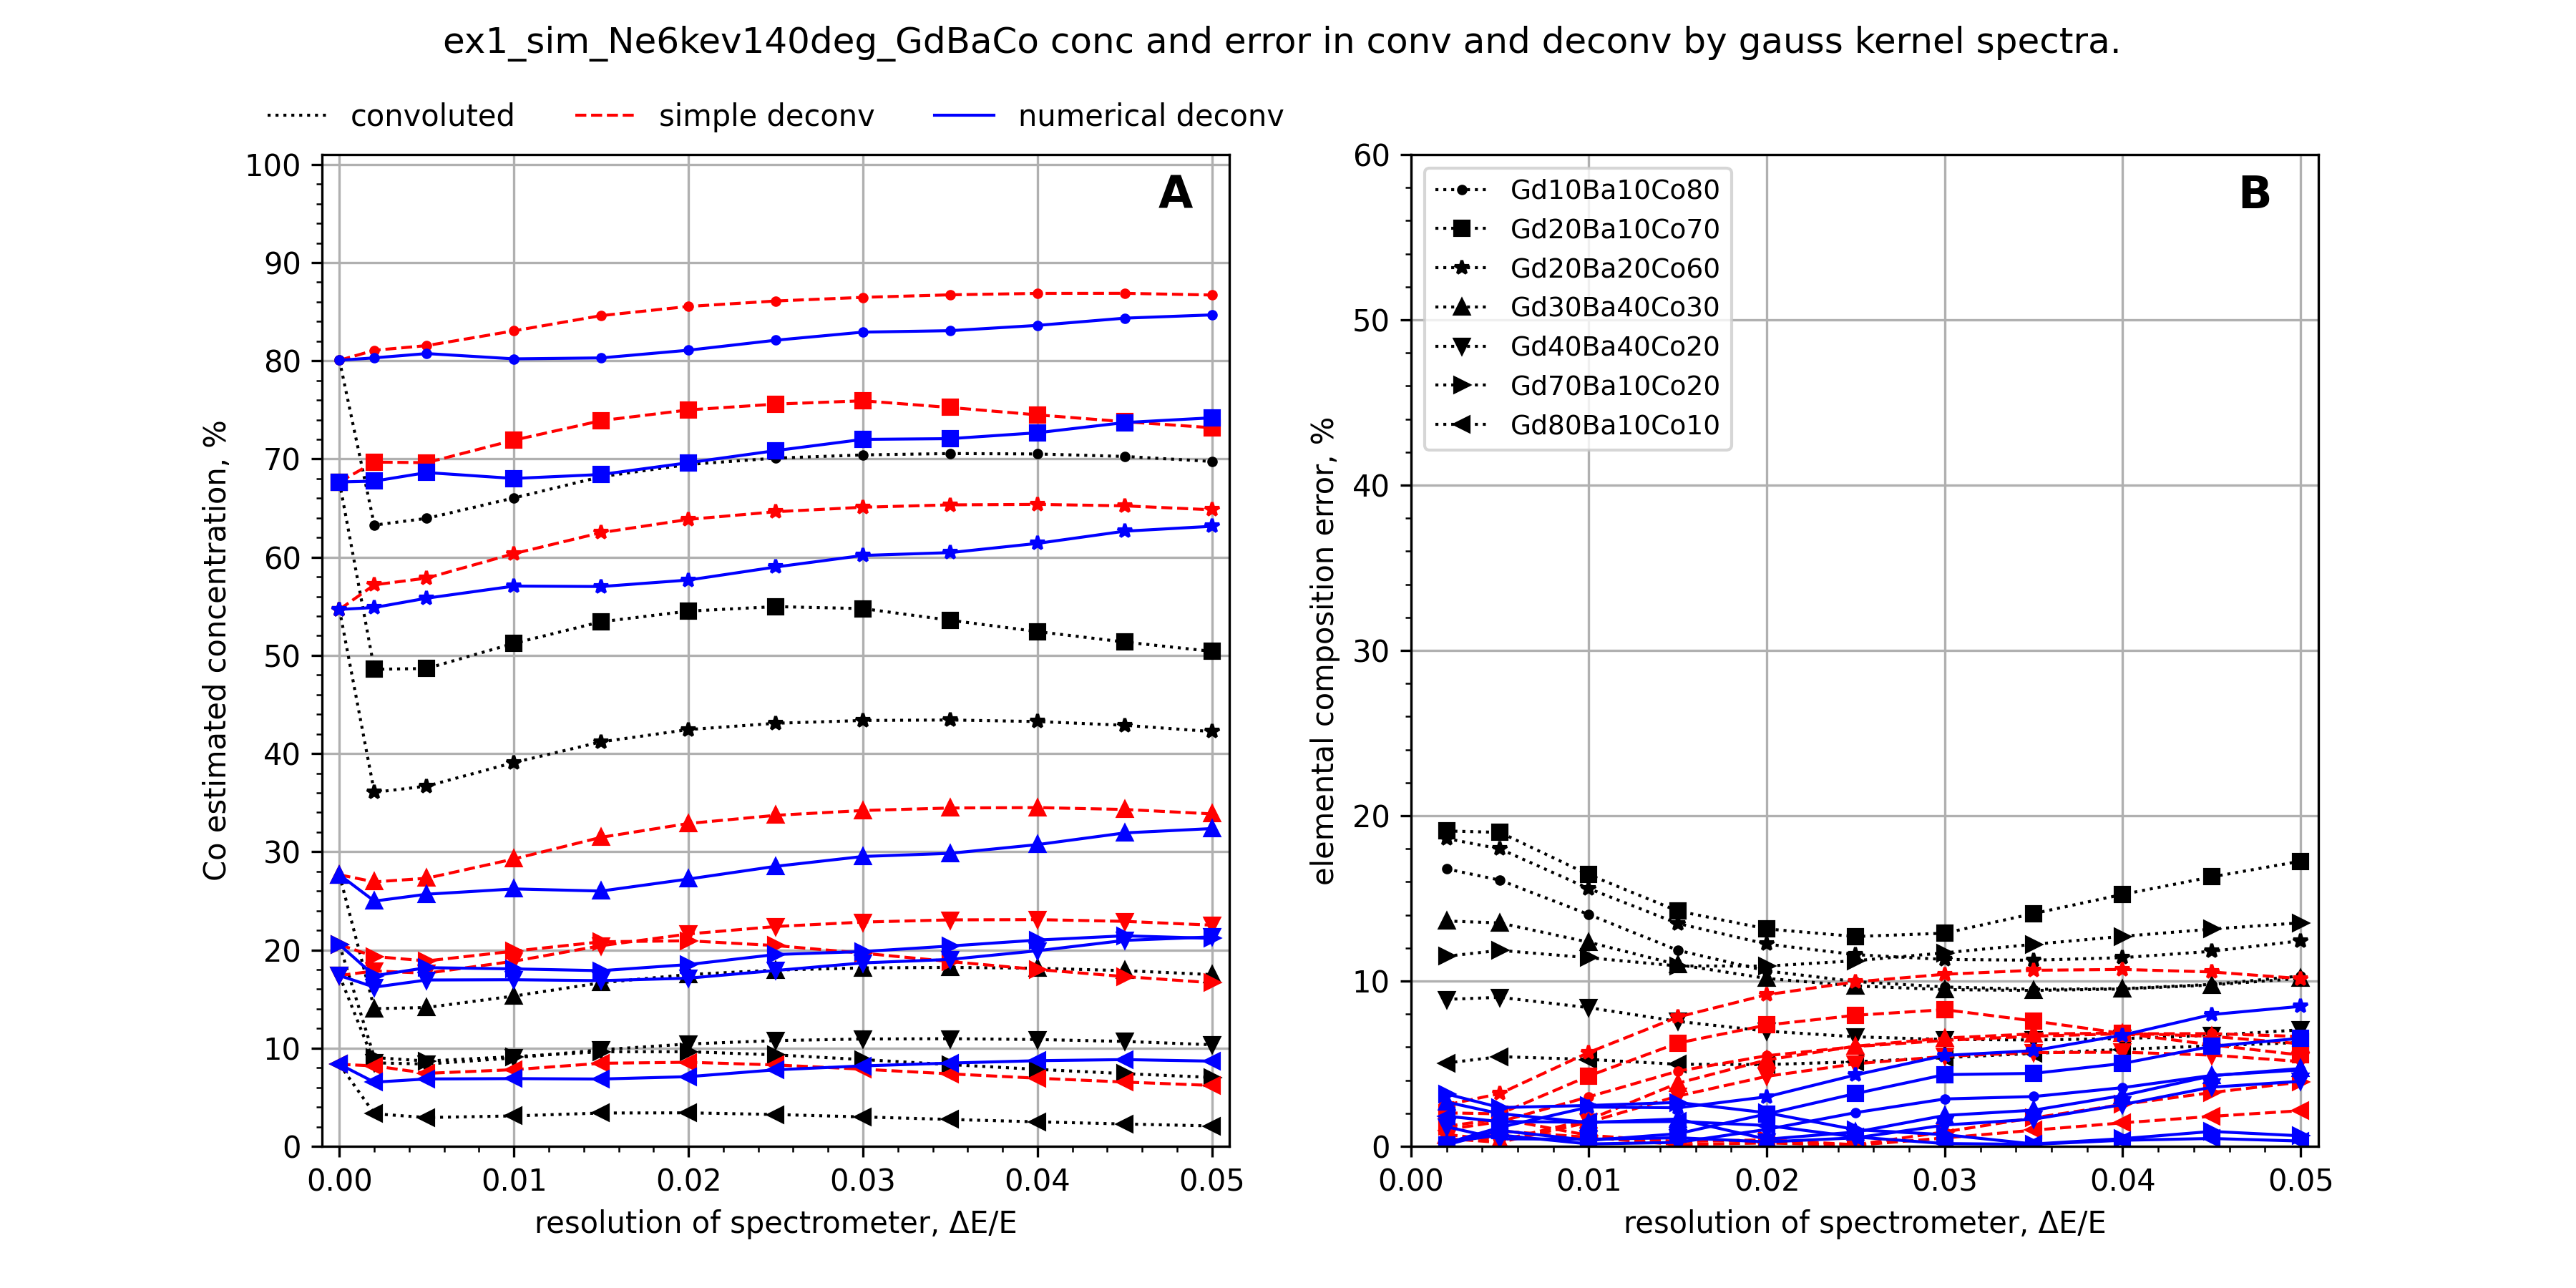 ex1_sim_Ne6kev140deg_GdBaCo conc and error in conv and deconv by gauss kernel spectra.
convoluted simple deconv numerical deconv
A
100
90
80
70
60
50
40
30
20
10
0
Co estimated concentration, %
0.00 0.01 0.02 0.03 0.04 0.05
resolution of spectrometer, ΔE/E
B
Gd10Ba10Co80
Gd20Ba10Co70
Gd20Ba20Co60
Gd30Ba40Co30
Gd40Ba40Co20
Gd70Ba10Co20
Gd80Ba10Co10
60
50
40
30
20
10
0
elemental composition error, %
0.00 0.01 0.02 0.03 0.04 0.05
resolution of spectrometer, ΔE/E